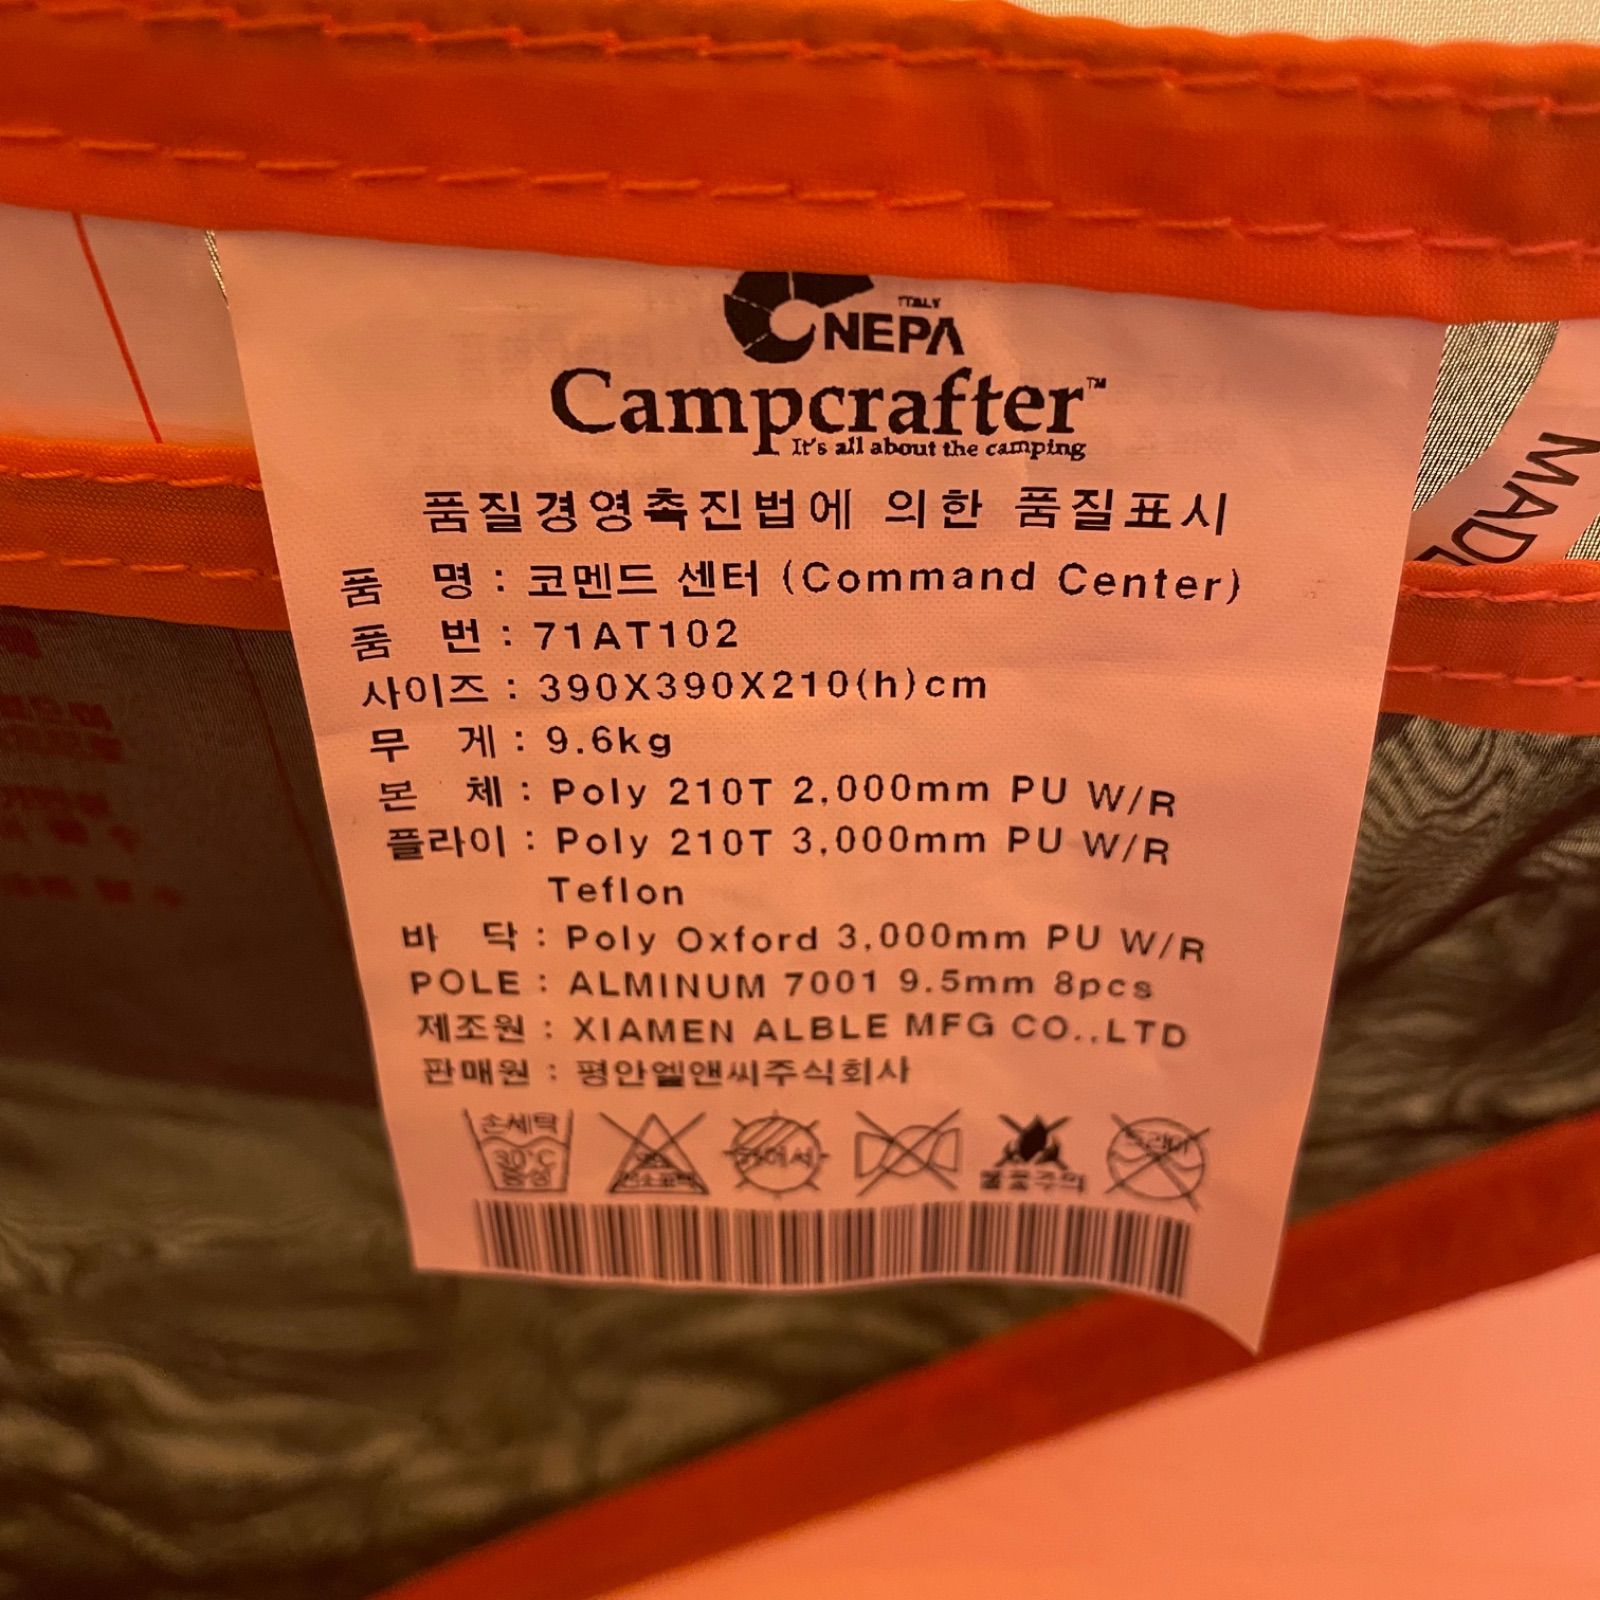 ITALY
NEPA
Campcrafter™
It's all about the camping
품질경영촉진법에 의한 품질표시
품 명 : 코멘드 센터 (Command Center)
품 번 : 71AT102
사이즈 : 390X390X210(h)cm
무 게 : 9.6kg
본 체 : Poly 210T 2,000mm PU W/R
플라이 : Poly 210T 3,000mm PU W/R
Teflon
바 닥 : Poly Oxford 3,000mm PU W/R
POLE : ALMINUM 7001 9.5mm 8pcs
제조원 : XIAMEN ALBLE MFG CO.,LTD
판매원 : 평안엘앤씨주식회사
손세탁
30℃
중성
불꽃주의
드라이
MADE